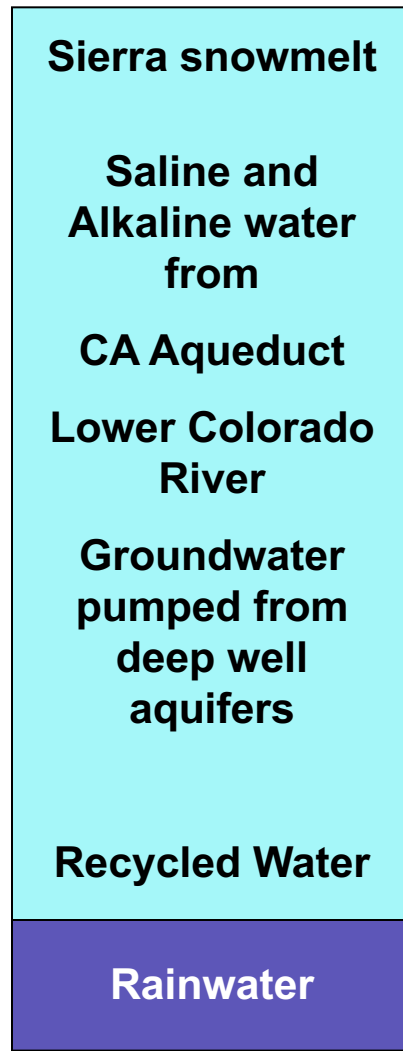 Sierra snowmelt
Saline and
Alkaline water
from
CA Aqueduct
Lower Colorado
River
Groundwater
pumped from
deep well
aquifers
Recycled Water
Rainwater